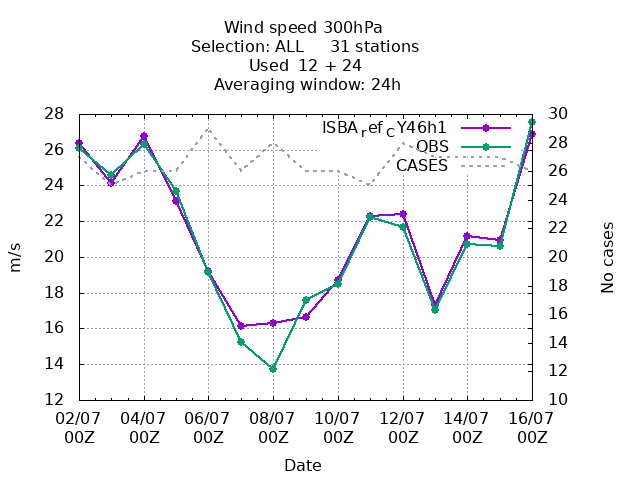 Wind speed 300hPa
Selection: ALL 31 stations
Used 12 + 24
Averaging window: 24h
28 30
ISBA_ref_CY46h1
QBS
CASES
26 28
24 26
22 24
20 22
18 20
16 18
14 16
12 14
12
10
m/s
No cases
02/07 04/07 06/07 08/07 10/07 12/07 14/07 16/07
00Z 00Z 00Z 00Z 00Z 00Z 00Z 00Z
Date